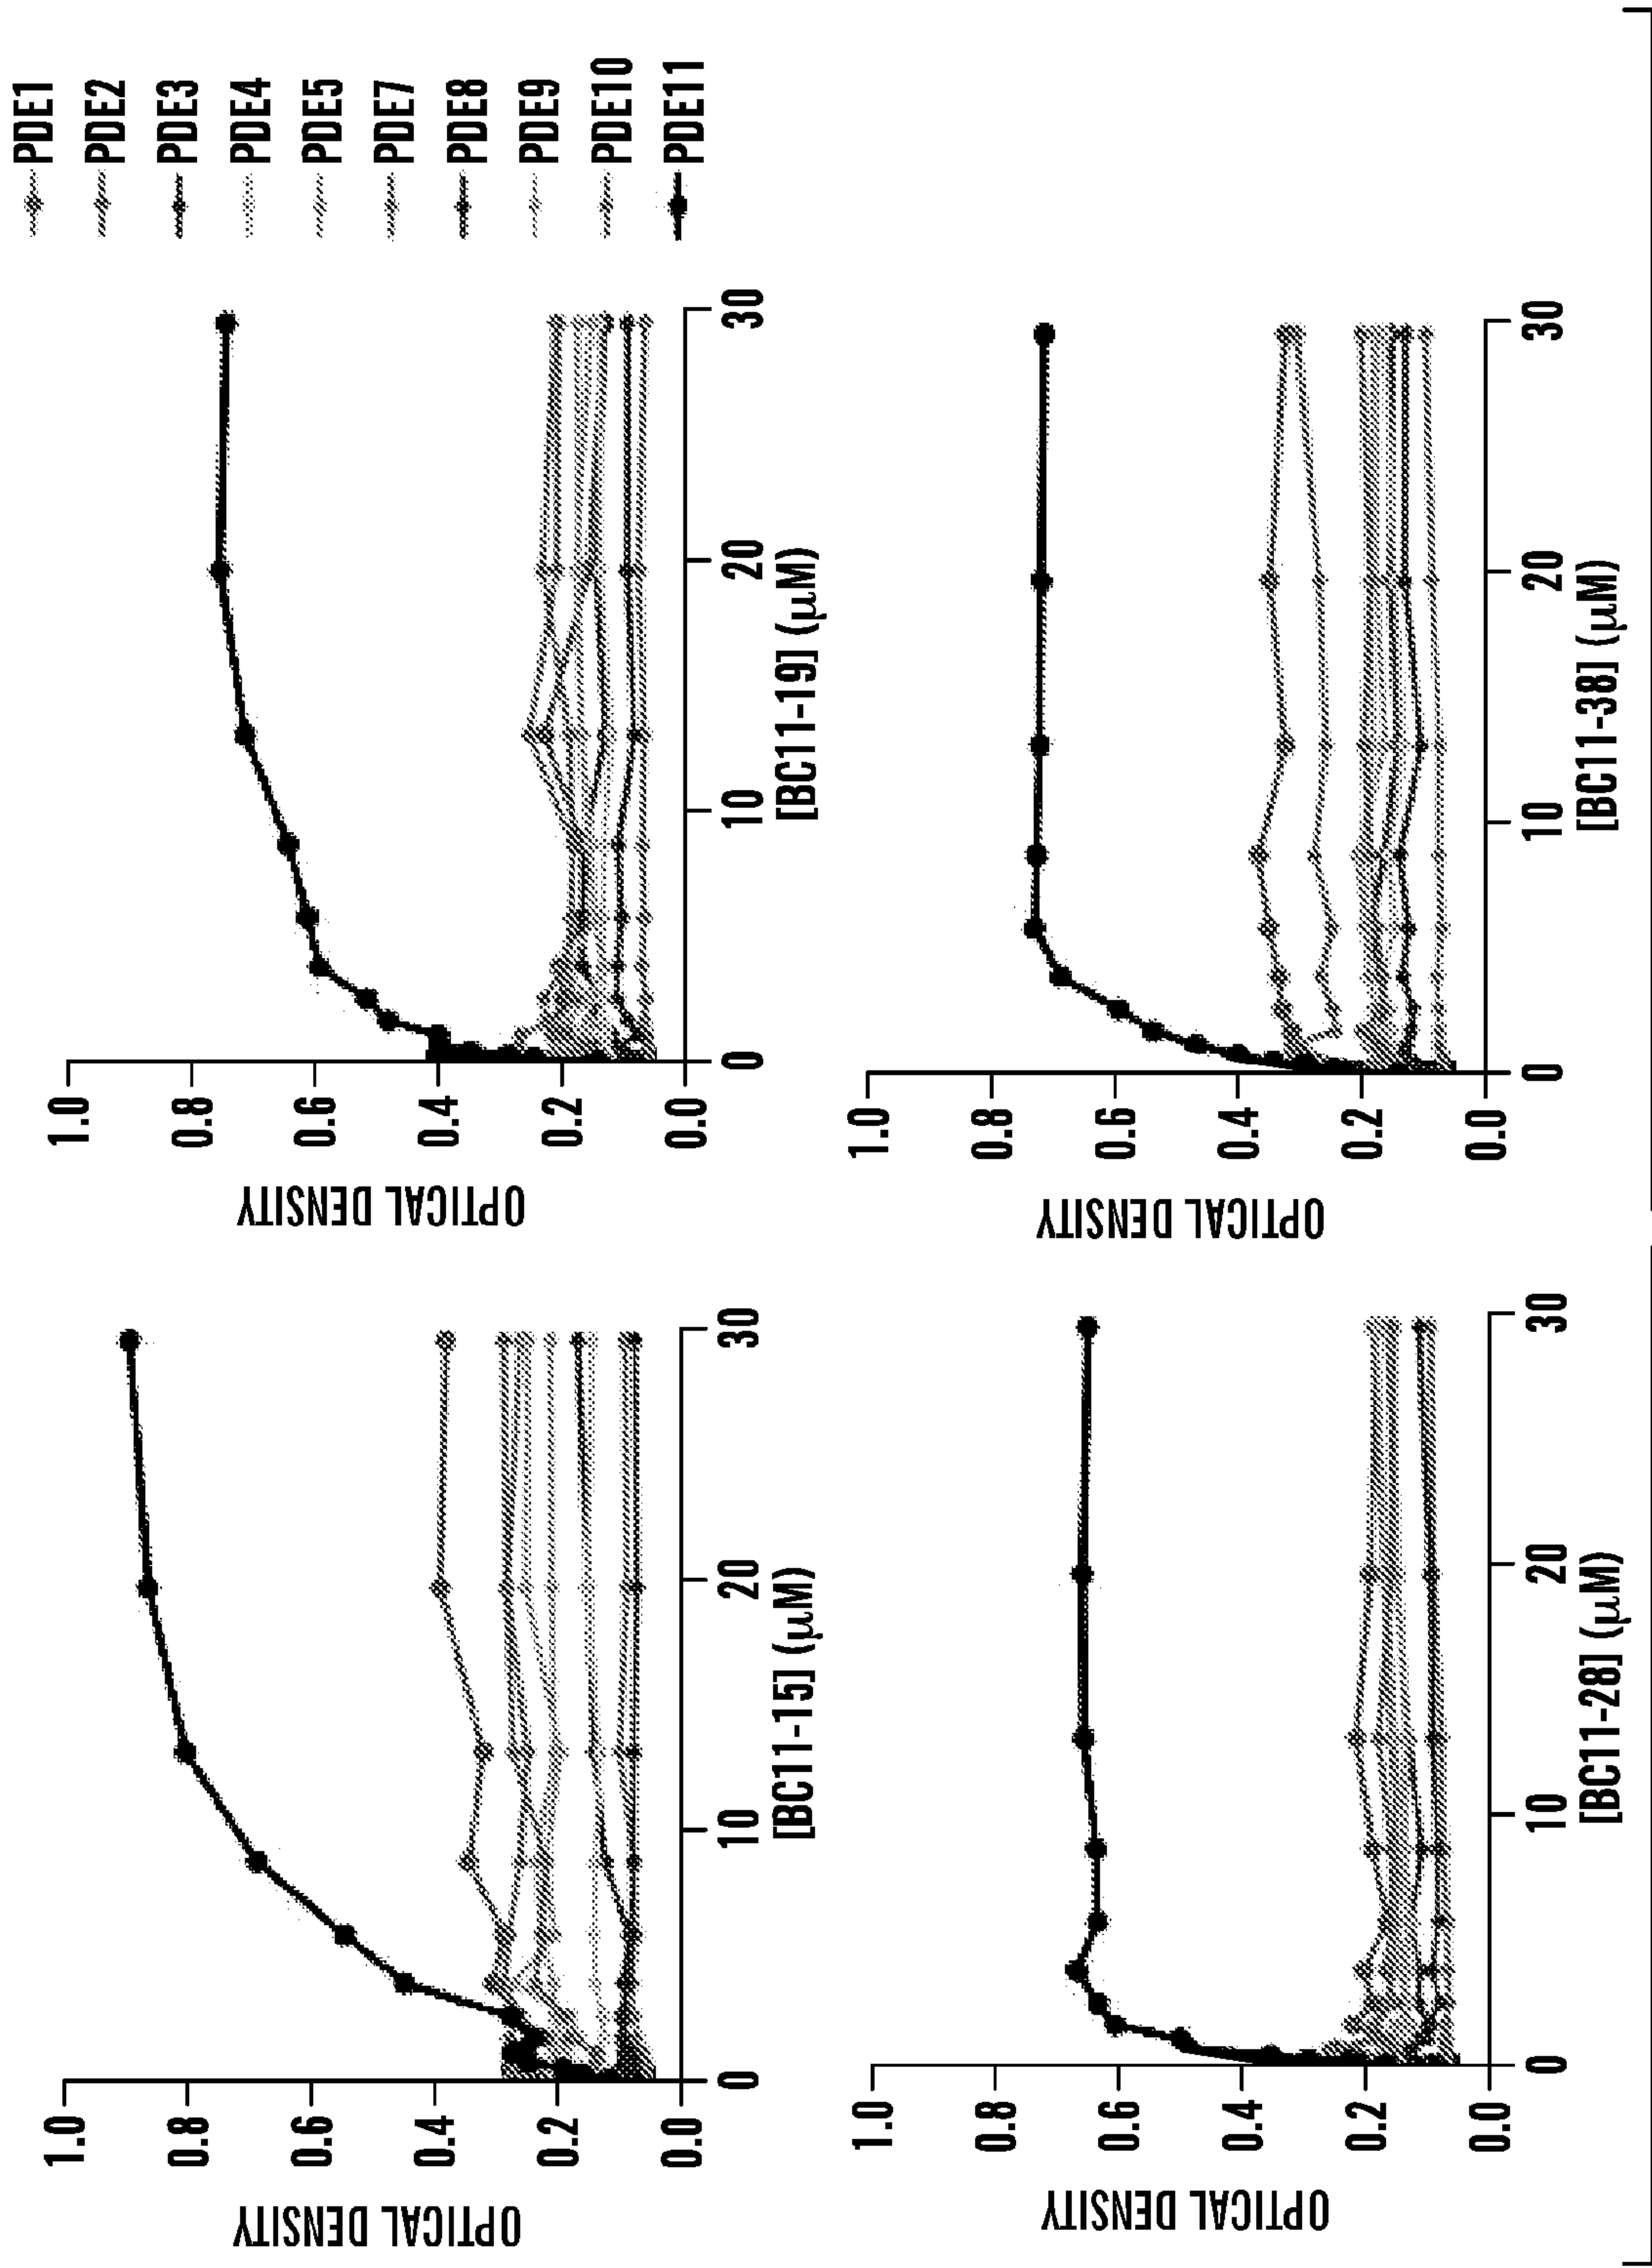 PDE1
PDE2
PDE3
PDE4
PDE5
PDE7
PDE8
PDE9
PDE10
PDE11
1.0
0.8
0.6
0.4
0.2
0.0
OPTICAL DENSITY
0 10 20 30
[BC11-15] (μM)
1.0
0.8
0.6
0.4
0.2
0.0
OPTICAL DENSITY
0 10 20 30
[BC11-19] (μM)
1.0
0.8
0.6
0.4
0.2
0.0
OPTICAL DENSITY
0 10 20 30
[BC11-28] (μM)
1.0
0.8
0.6
0.4
0.2
0.0
OPTICAL DENSITY
0 10 20 30
[BC11-38] (μM)